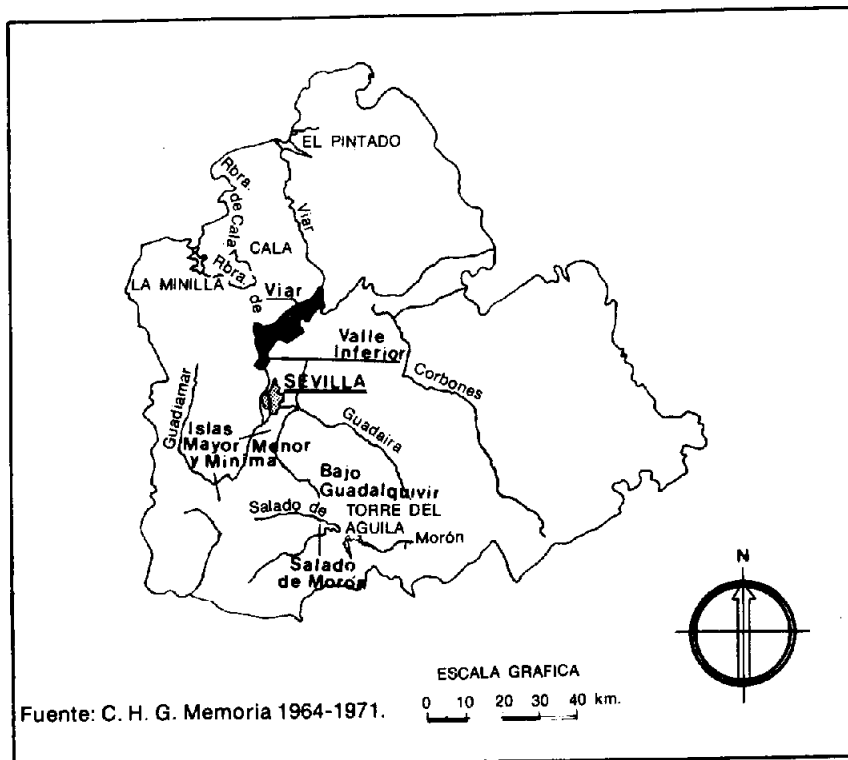 EL PINTADO
Rbra. de Cala
Viar
CALA
LA MINILLA
Rbra. de
Viar
Valle
Inferior
SEVILLA
Corbones
Guadiamar
Islas
Mayor Menor
y Minima
Guadaira
Bajo
Guadalquivir
Salado de
TORRE DEL
AGUILA
Morón
Salado
de Morón
N
ESCALA GRAFICA
0 10 20 30 40 km.
Fuente: C. H. G. Memoria 1964-1971.